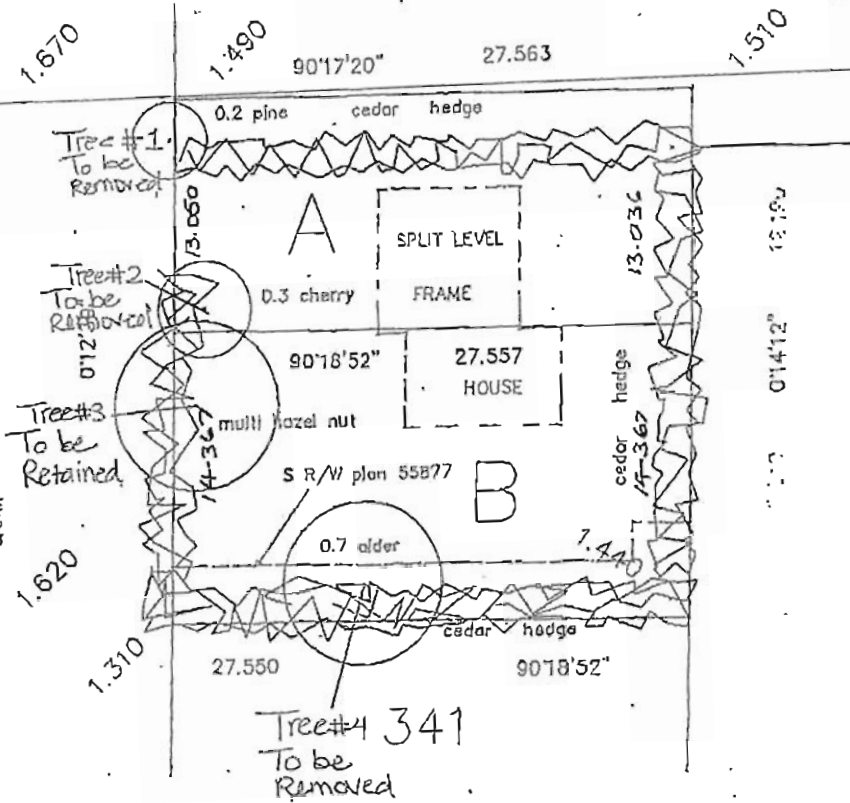 1.670
1.490
90°17'20"
27.563
1.510
0.2 pine
cedar hedge
Tree #1
To be
Removed
13.050
A
13.036
SPLIT LEVEL
FRAME
Tree#2
To be
Removed
0.3 cherry
0°12'
90°18'52"
27.557
HOUSE
cedar hedge
14.367
0°14'12"
Tree#3
To be
Retained
multi hazel nut
14.367
S R/W plan 55877
B
0.7 alder
1.620
cedar hedge
1.310
27.550
90°18'52"
Tree#4 341
To be
Removed